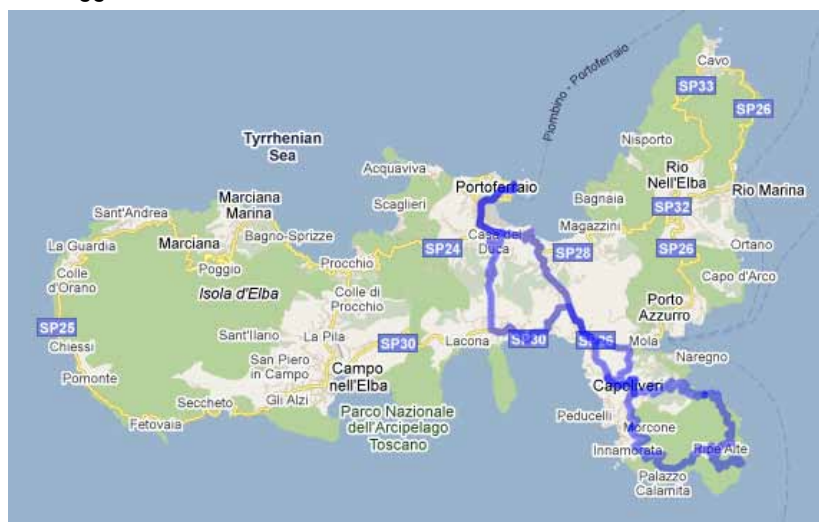 Cavo
SP33
SP26
Piombino - Portoferraio
Nisporto
Tyrrhenian
Sea
Acquaviva
Portoferraio
Rio
Nell'Elba
Rio Marina
Bagnaia
SP32
Scaglieri
Marciana
Marina
Sant'Andrea
Magazzini
Casa del
Duca
SP24
SP28
SP26
Ortano
La Guardia
Marciana
Bagno-Sprizze
Poggio
Procchio
Colle
d'Orano
Isola d'Elba
Colle di
Procchio
Capo d'Arco
Porto
Azzurro
SP25
Chiessi
Sant'Ilario
La Pila
SP30
Lacona
SP30
SP26
Mola
Naregno
San Piero
in Campo
Campo
nell'Elba
Pomonte
Capoliveri
Seccheto
Gli Alzi
Fetovaia
Parco Nazionale
dell'Arcipelago
Toscano
Peducelli
Morcone
Innamorata
Ripe Alte
Palazzo
Calamita